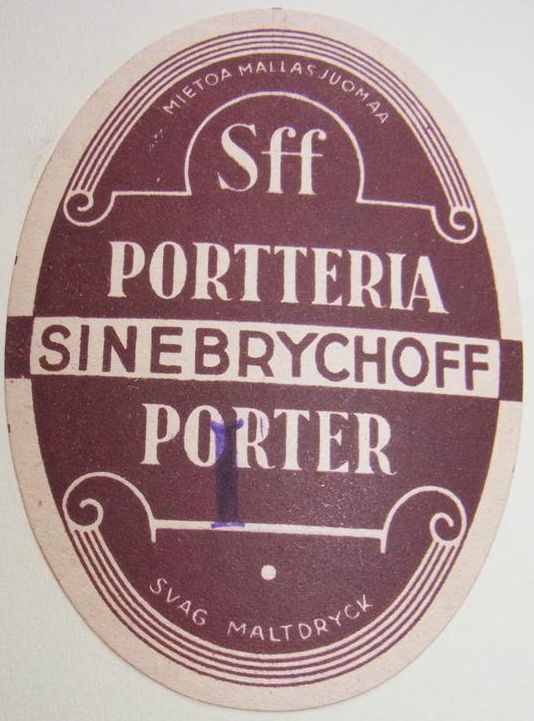 MIETOA MALLASJUOMAA
Sff
PORTTERIA
SINEBRYCHOFF
PORTER
I
SVAG MALTDRYCK